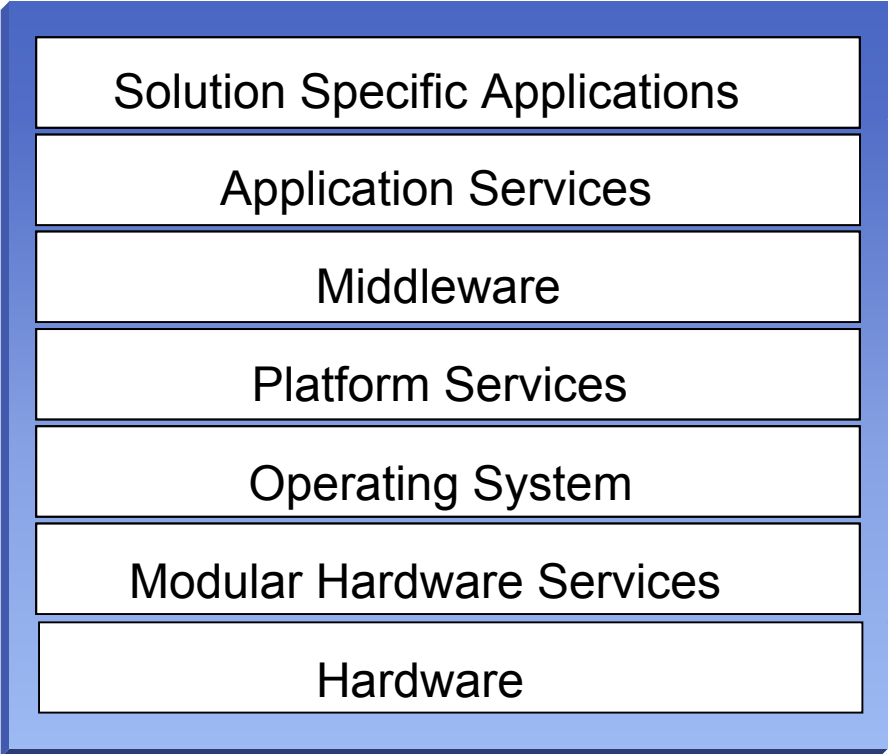 Solution Specific Applications
Application Services
Middleware
Platform Services
Operating System
Modular Hardware Services
Hardware